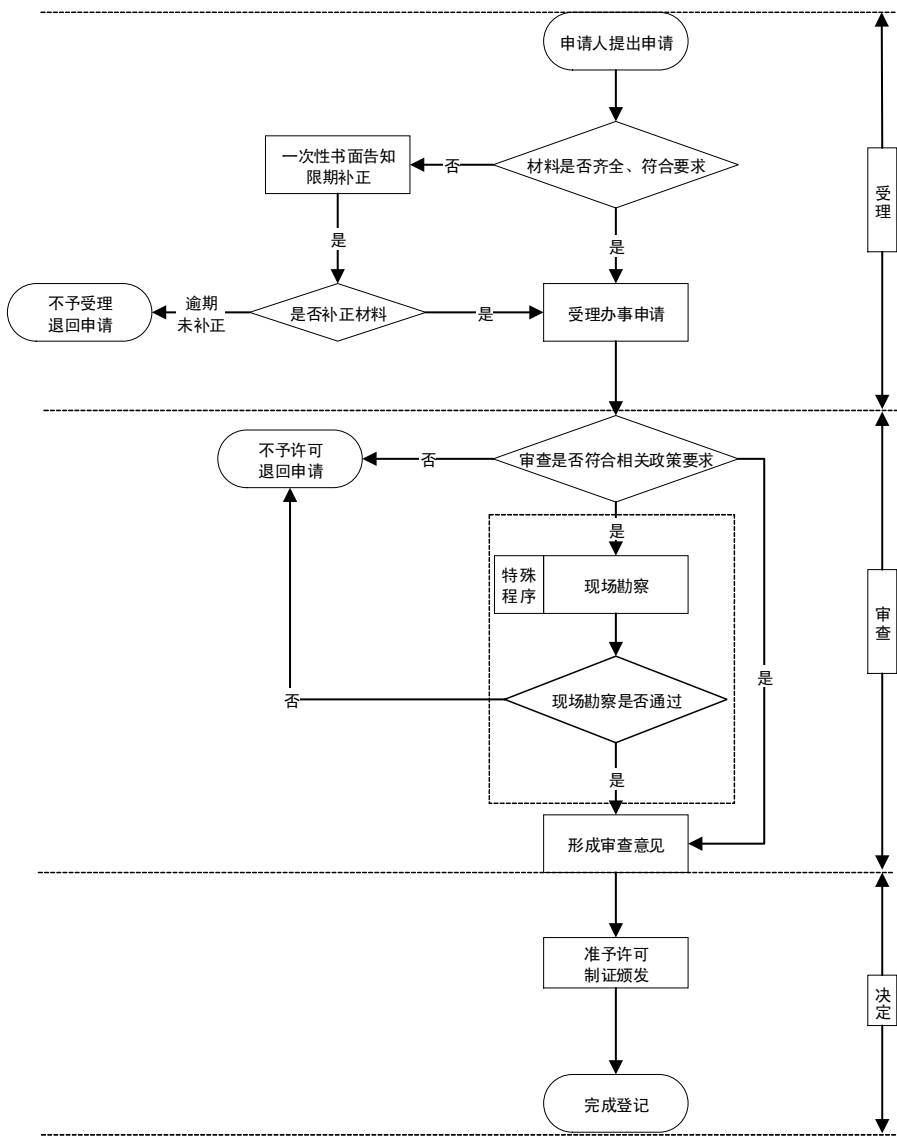 申请人提出申请
一次性书面告知
限期补正
否
材料是否齐全、符合要求
受
理
是
是
不予受理
退回申请
逾期
未补正
是否补正材料
是
受理办事申请
不予许可
退回申请
否
审查是否符合相关政策要求
是
特殊
程序
现场勘察
审
查
否
现场勘察是否通过
是
是
形成审查意见
准予许可
制证颁发
决
定
完成登记